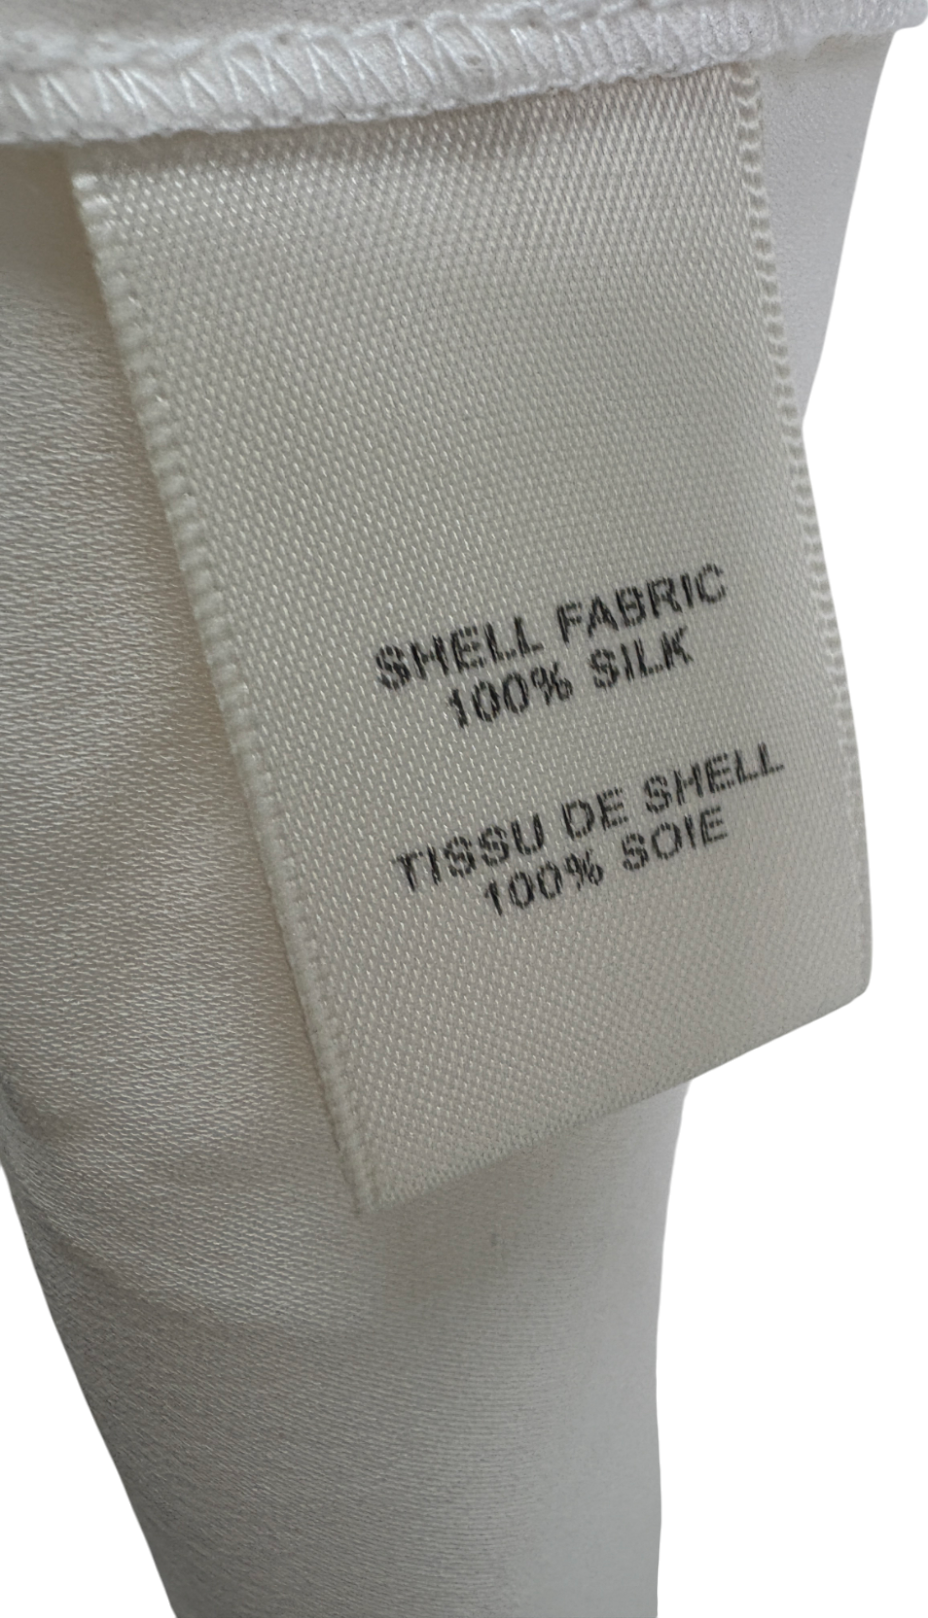 SHELL FABRIC
100% SILK
TISSU DE SHELL
100% SOIE